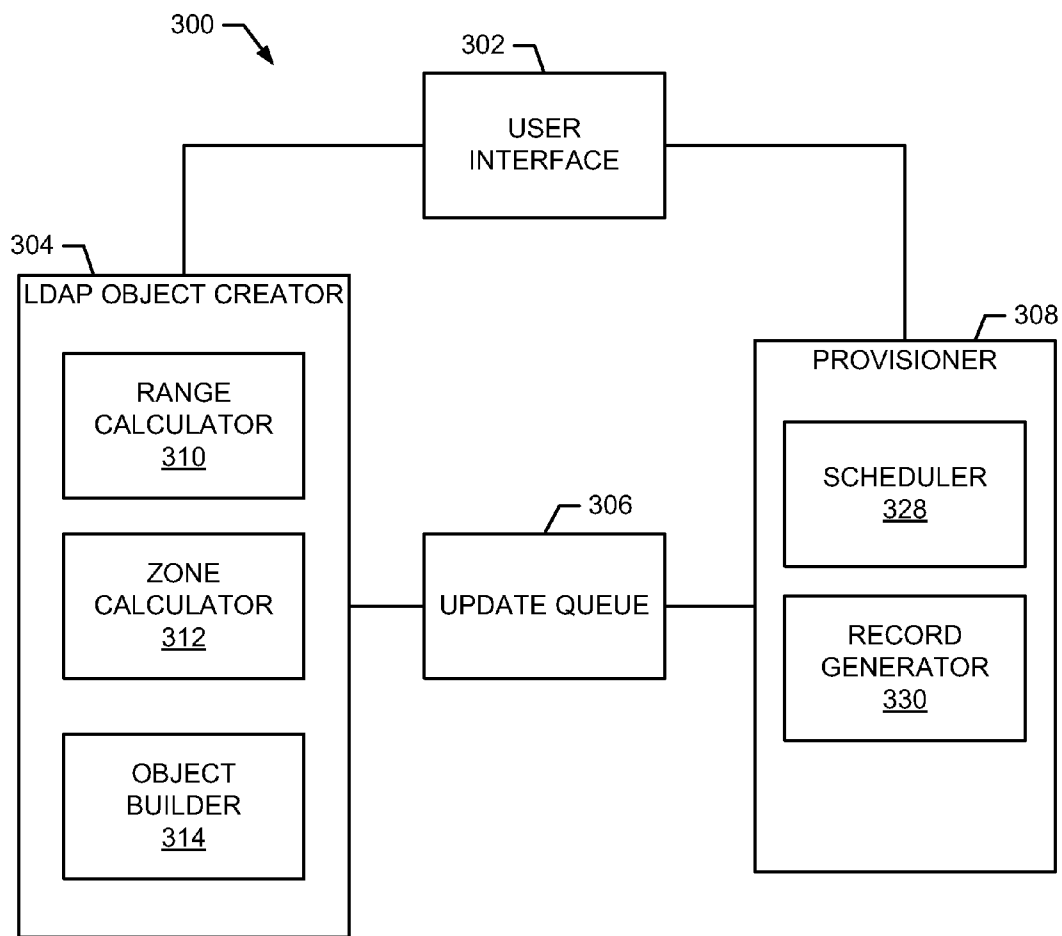 300
302
USER
INTERFACE
304
LDAP OBJECT CREATOR
RANGE
CALCULATOR
310
ZONE
CALCULATOR
312
OBJECT
BUILDER
314
306
UPDATE QUEUE
308
PROVISIONER
SCHEDULER
328
RECORD
GENERATOR
330